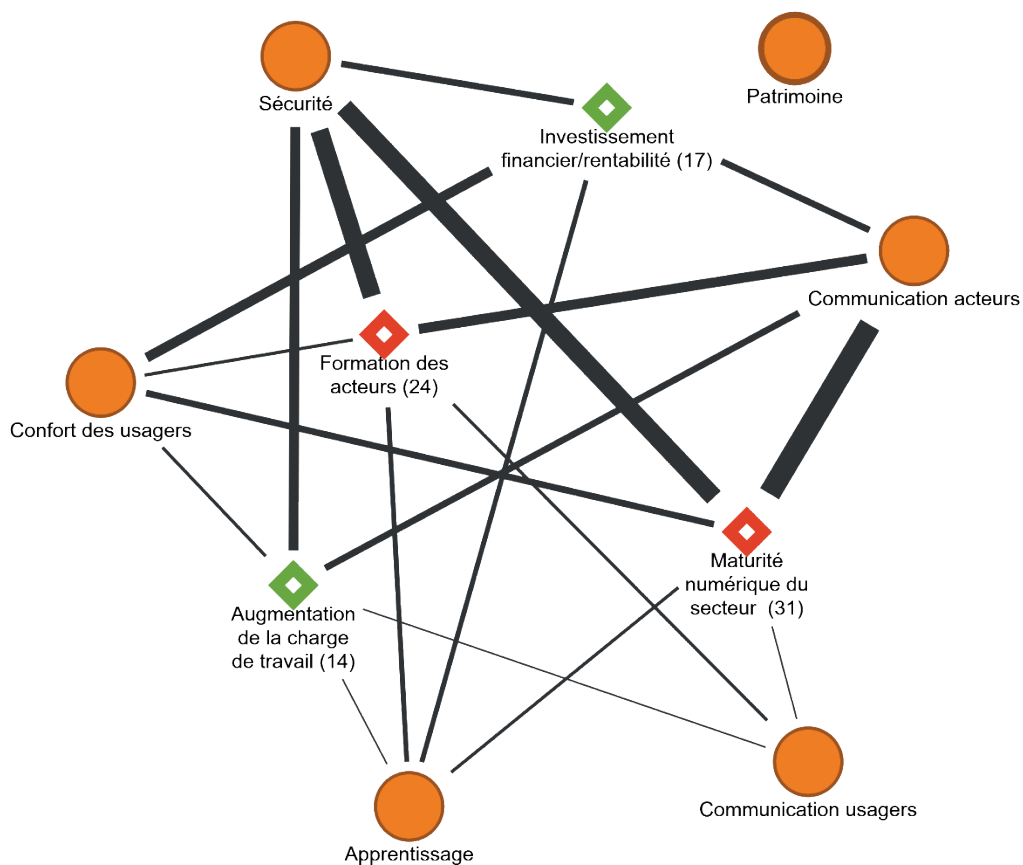 Patrimoine
Sécurité
Investissement
financier/rentabilité (17)
Communication acteurs
Formation des
acteurs (24)
Confort des usagers
Maturité
numérique du
secteur (31)
Augmentation
de la charge
de travail (14)
Communication usagers
Apprentissage